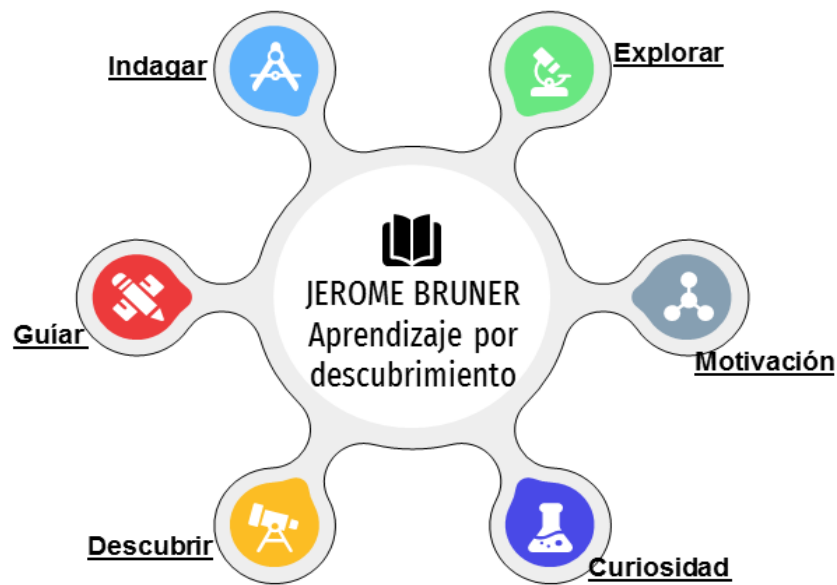 Indagar
Explorar
JEROME BRUNER
Aprendizaje por
descubrimiento
Guíar
Motivación
Descubrir
Curiosidad